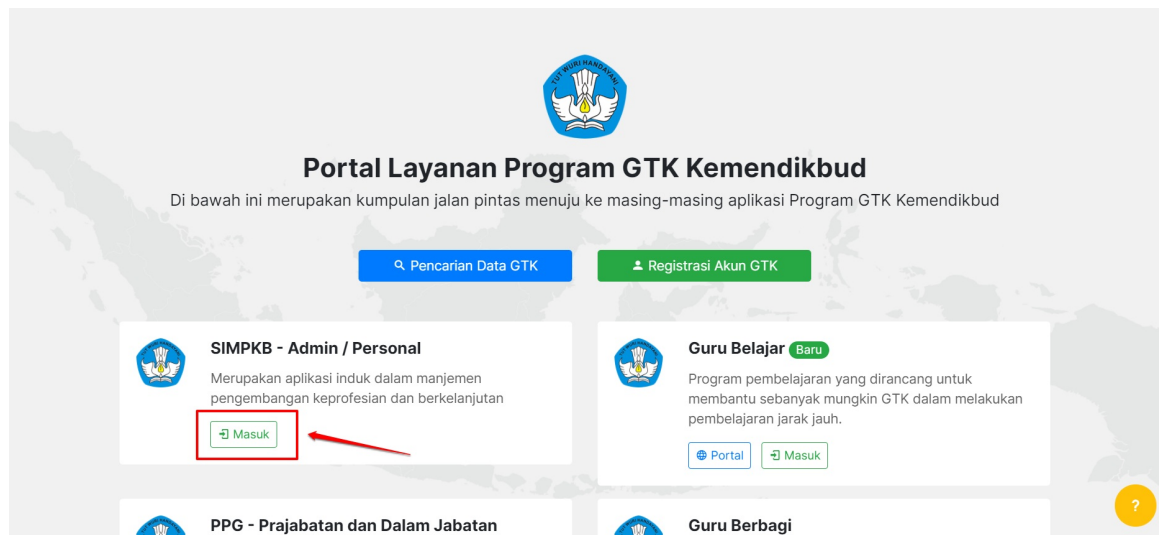 TUT WURI HANDAYANI
Portal Layanan Program GTK Kemendikbud
Di bawah ini merupakan kumpulan jalan pintas menuju ke masing-masing aplikasi Program GTK Kemendikbud
Pencarian Data GTK
Registrasi Akun GTK
SIMPKB - Admin / Personal
Merupakan aplikasi induk dalam manjemen
pengembangan keprofesian dan berkelanjutan
Masuk
Guru Belajar Baru
Program pembelajaran yang dirancang untuk
membantu sebanyak mungkin GTK dalam melakukan
pembelajaran jarak jauh.
Portal Masuk
PPG - Prajabatan dan Dalam Jabatan
Guru Berbagi
?